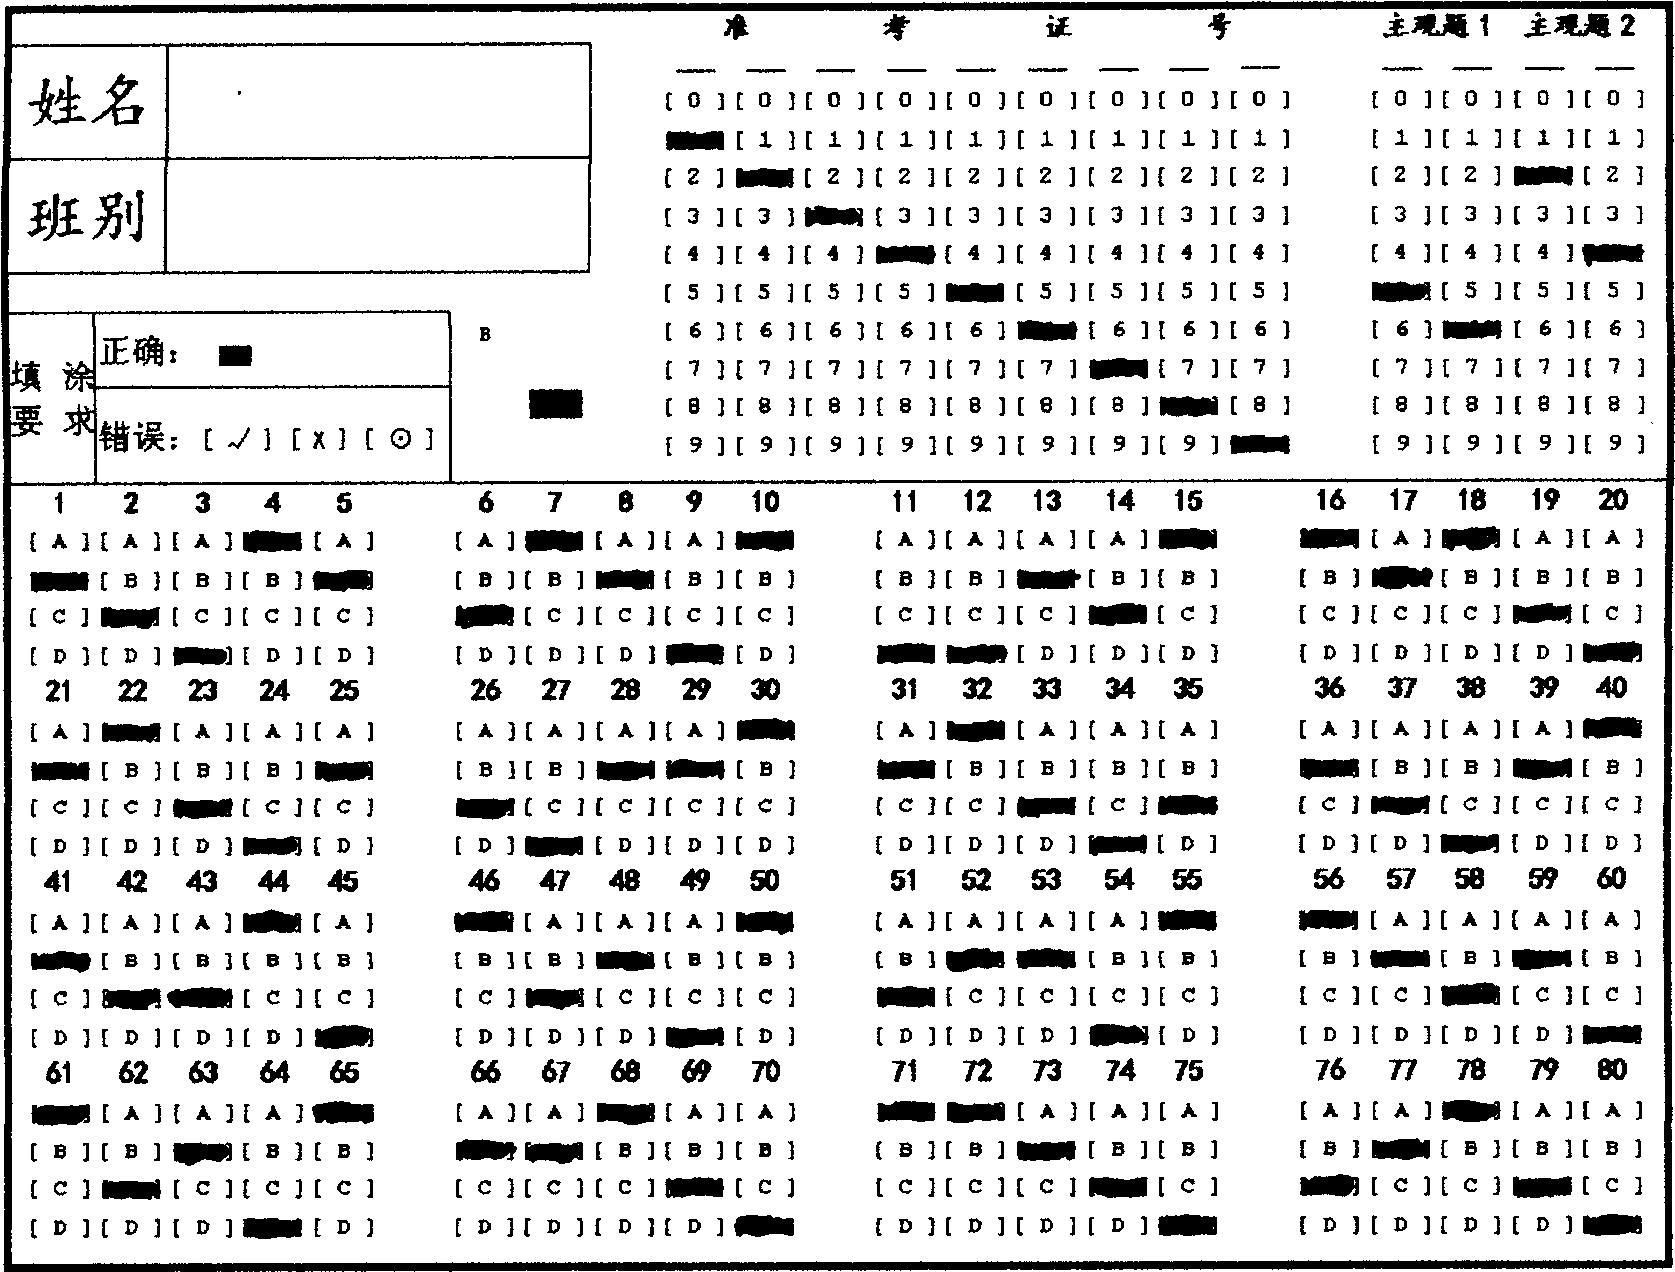 准 考 证 号 主观题1 主观题2
姓名
班别
[0][0][0][0][0][0][0][0][0] [0][0][0][0]
[1][1][1][1][1][1][1][1] [1][1][1][1]
[2][2][2][2][2][2][2][2] [2][2][2]
[3][3][3][3][3][3][3][3] [3][3][3][3]
[4][4][4][4][4][4][4][4] [4][4][4]
[5][5][5][5][5][5][5][5] [5][5][5]
[6][6][6][6][6][6][6][6] [6][6][6]
[7][7][7][7][7][7][7][7] [7][7][7][7]
[8][8][8][8][8][8][8][8] [8][8][8][8]
[9][9][9][9][9][9][9][9] [9][9][9][9]
填涂
要求
正确:
错误: [√] [x] [⊙]
B
1 2 3 4 5 6 7 8 9 10 11 12 13 14 15 16 17 18 19 20
[A][A][A] [A] [A] [A][A] [A][A][A][A] [A] [A][A]
[B][B][B] [B][B] [B][B] [B][B] [B][B] [B] [B][B][B]
[C] [C][C][C] [C][C][C][C] [C][C][C] [C] [C][C][C] [C]
[D][D] [D][D] [D][D][D] [D] [D][D][D] [D][D][D][D]
21 22 23 24 25 26 27 28 29 30 31 32 33 34 35 36 37 38 39 40
[A] [A][A][A] [A][A][A][A] [A] [A][A][A] [A][A][A][A]
[B][B][B] [B][B] [B] [B][B][B][B] [B][B] [B]
[C][C] [C][C] [C][C][C][C] [C][C] [C] [C] [C][C][C]
[D][D][D] [D] [D] [D][D][D] [D][D][D] [D] [D][D] [D][D]
41 42 43 44 45 46 47 48 49 50 51 52 53 54 55 56 57 58 59 60
[A][A][A] [A] [A][A][A] [A][A][A][A] [A][A][A][A]
[B][B][B][B] [B][B] [B][B] [B] [B][B] [B] [B] [B]
[C] [C][C] [C] [C][C][C] [C][C][C][C] [C][C] [C][C]
[D][D][D][D] [D][D][D] [D] [D][D][D] [D] [D][D][D][D]
61 62 63 64 65 66 67 68 69 70 71 72 73 74 75 76 77 78 79 80
[A][A][A] [A][A] [A][A] [A][A][A] [A][A] [A][A]
[B][B] [B][B] [B][B][B] [B][B] [B][B] [B] [B][B][B]
[C] [C][C][C] [C][C][C] [C] [C][C][C] [C] [C][C] [C]
[D][D][D] [D] [D][D][D][D] [D][D][D][D] [D][D][D][D]